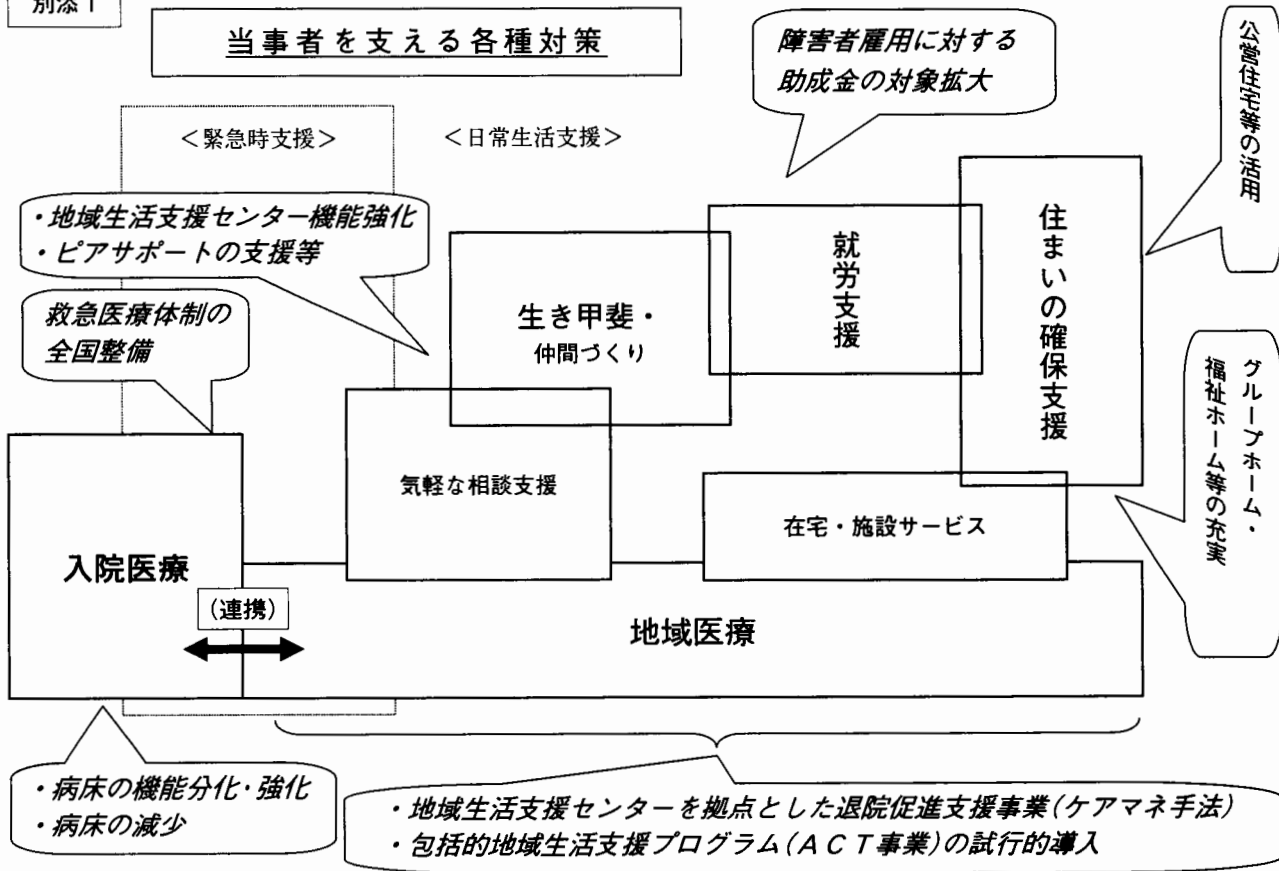 別添1
当事者を支える各種対策
障害者雇用に対する
助成金の対象拡大
公営住宅等の活用
＜緊急時支援＞
＜日常生活支援＞
・地域生活支援センター機能強化
・ピアサポートの支援等
救急医療体制の
全国整備
生き甲斐・
仲間づくり
就労支援
住まいの確保支援
グループホーム・
福祉ホーム等の充実
気軽な相談支援
在宅・施設サービス
入院医療
(連携)
地域医療
・病床の機能分化・強化
・病床の減少
・地域生活支援センターを拠点とした退院促進支援事業(ケアマネ手法)
・包括的地域生活支援プログラム(ＡＣＴ事業)の試行的導入